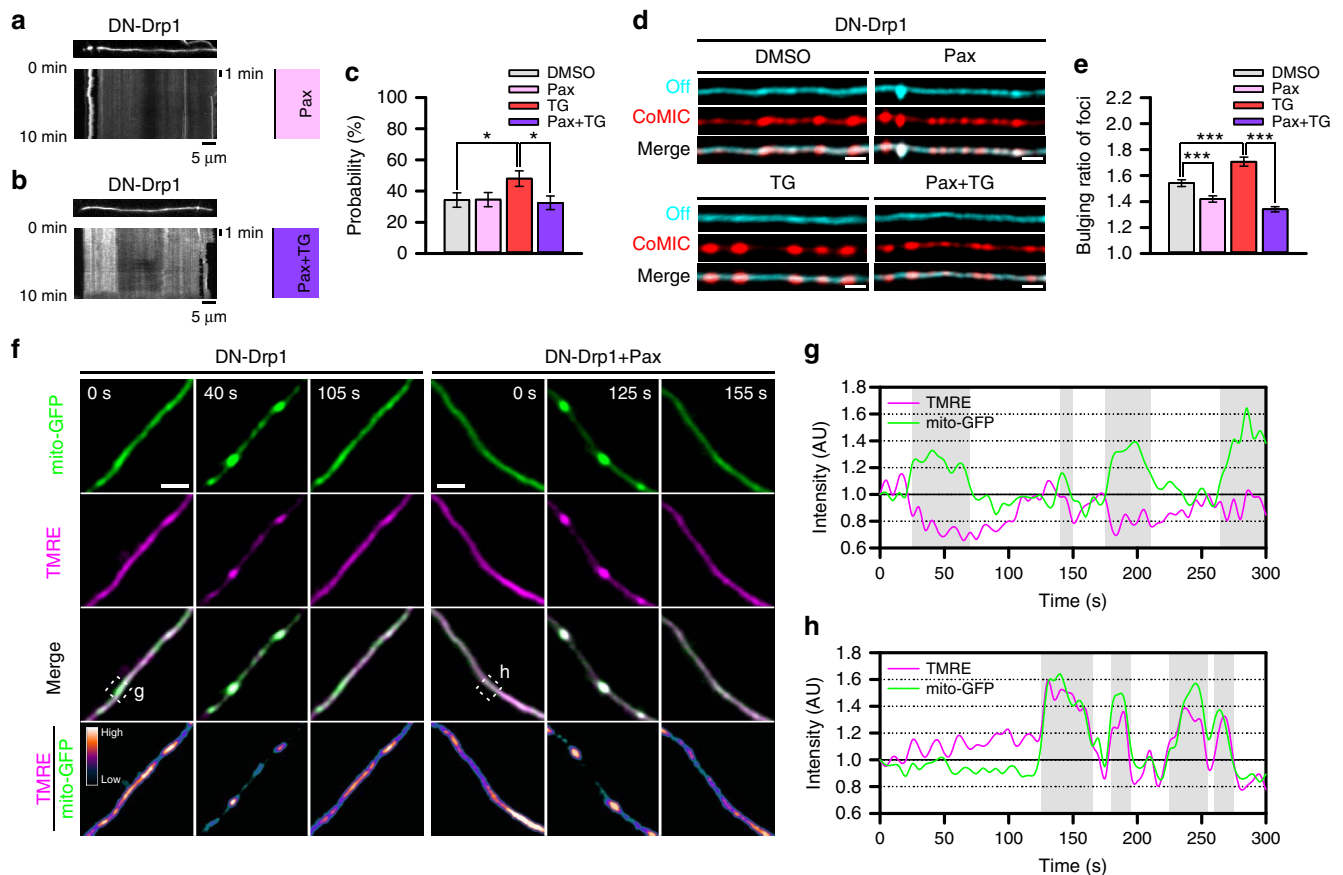 a
DN-Drp1
0 min
1 min
Pax
10 min
5 µm
b
DN-Drp1
0 min
1 min
Pax+TG
10 min
5 µm
c
DMSO
Pax
TG
Pax+TG
Probability (%)
100
80
60
40
20
0
* *
d
DN-Drp1
DMSO Pax
Off
CoMIC
Merge
TG Pax+TG
Off
CoMIC
Merge
e
DMSO
Pax
TG
Pax+TG
Bulging ratio of foci
2.2
2.0
1.8
1.6
1.4
1.2
1.0
*** ***
***
f
DN-Drp1 DN-Drp1+Pax
0 s 40 s 105 s 0 s 125 s 155 s
mito-GFP
TMRE
Merge
g
h
TMRE
mito-GFP
High
Low
g
TMRE
mito-GFP
Intensity (AU)
1.8
1.6
1.4
1.2
1.0
0.8
0.6
0 50 100 150 200 250 300
Time (s)
h
TMRE
mito-GFP
Intensity (AU)
1.8
1.6
1.4
1.2
1.0
0.8
0.6
0 50 100 150 200 250 300
Time (s)